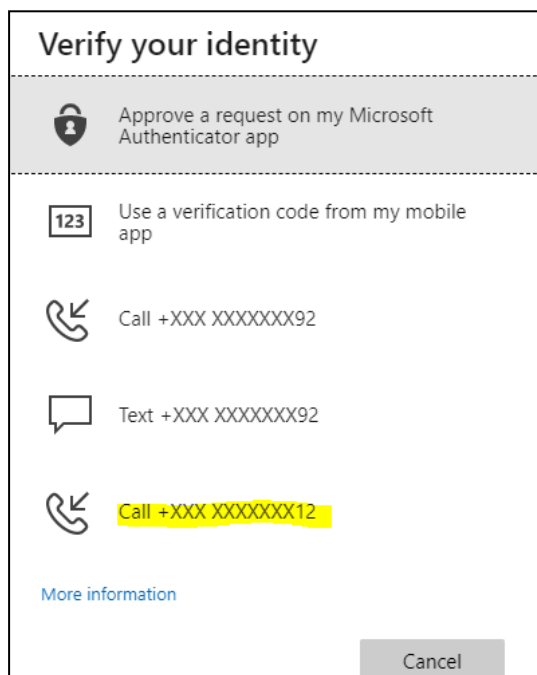 Verify your identity
Approve a request on my Microsoft
Authenticator app
123
Use a verification code from my mobile
app
Call +XXX XXXXXXX92
Text +XXX XXXXXXX92
Call +XXX XXXXXXX12
More information
Cancel